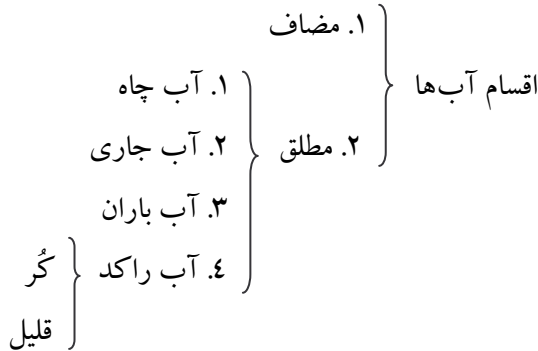 ۱. مضاف
اقسام آب‌ها
۱. آب چاه
۲. مطلق
۲. آب جاری
۳. آب باران
۴. آب راکد
کُر
قلیل